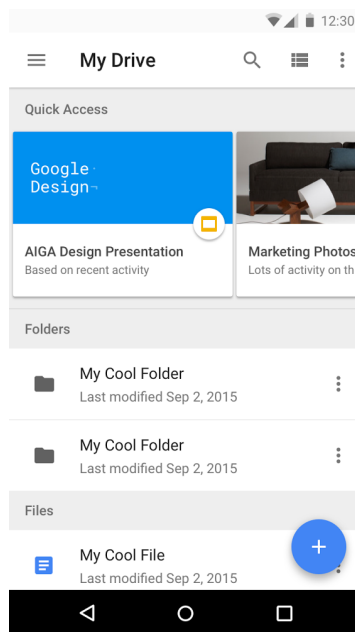 12:30
My Drive
Quick Access
Google
Design
AIGA Design Presentation
Based on recent activity
Marketing Photos
Lots of activity on th
Folders
My Cool Folder
Last modified Sep 2, 2015
My Cool Folder
Last modified Sep 2, 2015
Files
My Cool File
Last modified Sep 2, 2015